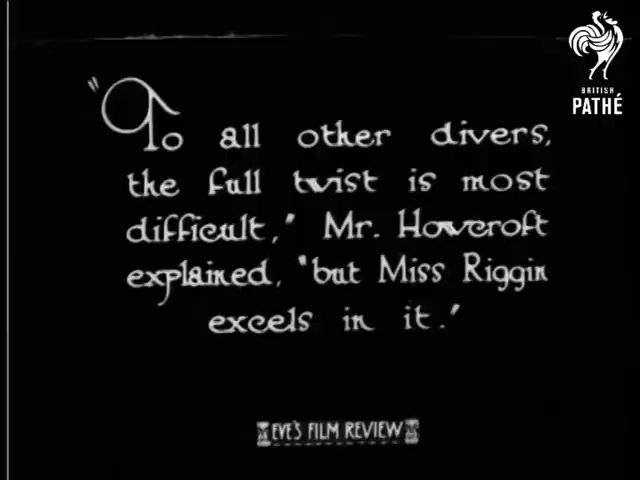 BRITISH
PATHÉ
"To all other divers,
the full twist is most
difficult," Mr. Howcroft
explained, "but Miss Riggin
excels in it."
EVE'S FILM REVIEW